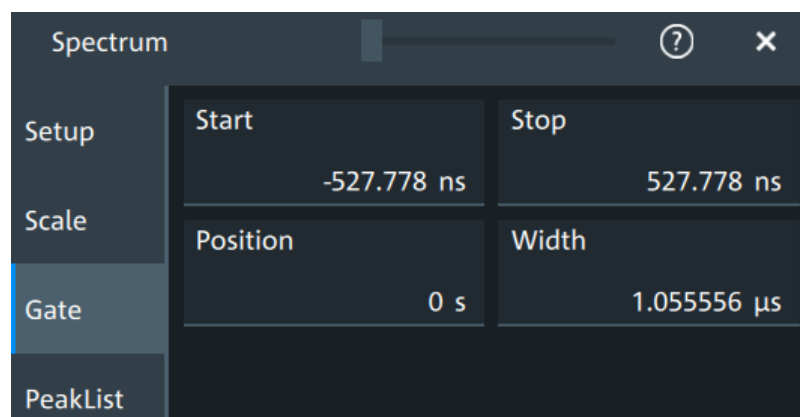 Spectrum
?
Setup
Scale
Gate
PeakList
Start
-527.778 ns
Stop
527.778 ns
Position
0 s
Width
1.055556 µs